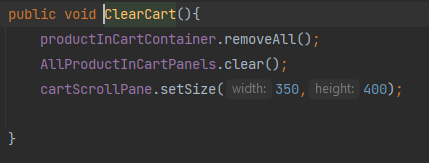 public void ClearCart(){
productInCartContainer.removeAll();
AllProductInCartPanels.clear();
cartScrollPane.setSize( width: 350, height: 400);
}